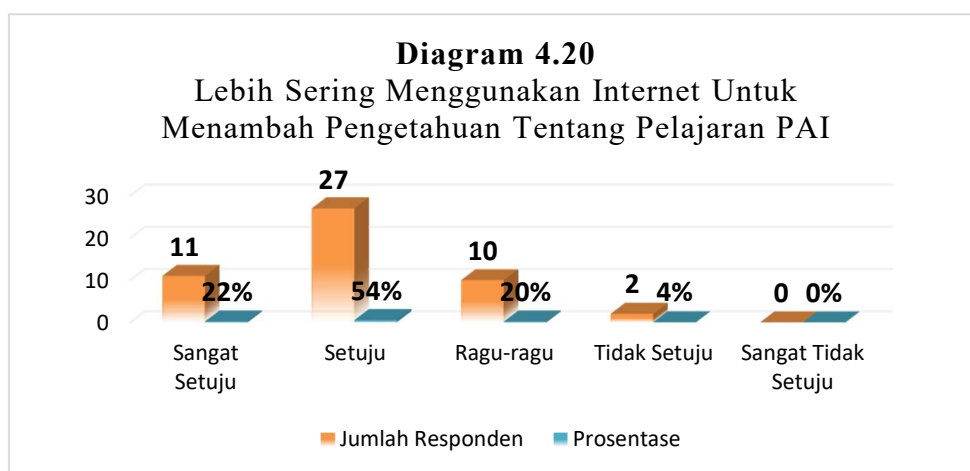 Diagram 4.20
Lebih Sering Menggunakan Internet Untuk
Menambah Pengetahuan Tentang Pelajaran PAI
30
20
10
0
11
22%
27
54%
10
20%
2
4%
0
0%
Sangat
Setuju
Setuju
Ragu-ragu
Tidak Setuju
Sangat Tidak
Setuju
Jumlah Responden
Prosentase